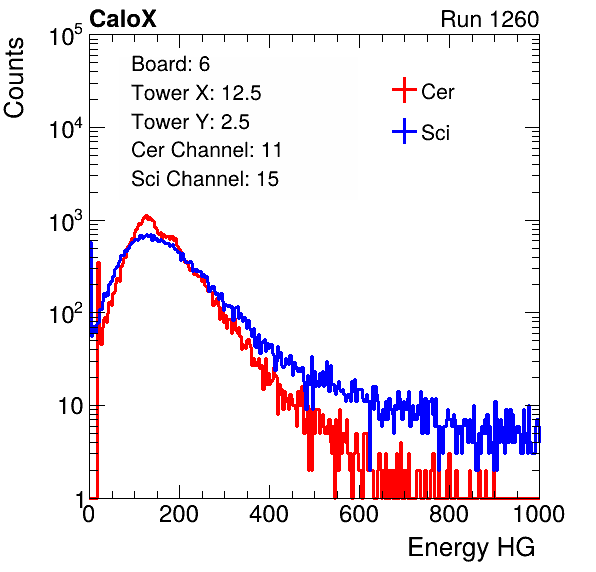 CaloX Run 1260
Counts
10^5
10^4
10^3
10^2
10
1
Board: 6
Tower X: 12.5
Tower Y: 2.5
Cer Channel: 11
Sci Channel: 15
Cer
Sci
0 200 400 600 800 1000
Energy HG